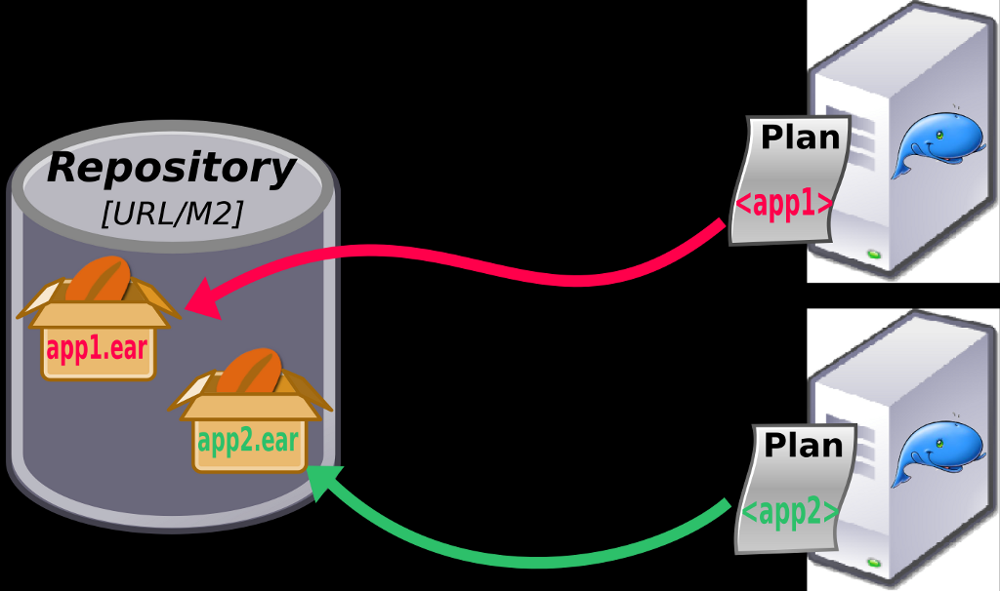 Repository
[URL/M2]
app1.ear
app2.ear
Plan
<app1>
Plan
<app2>